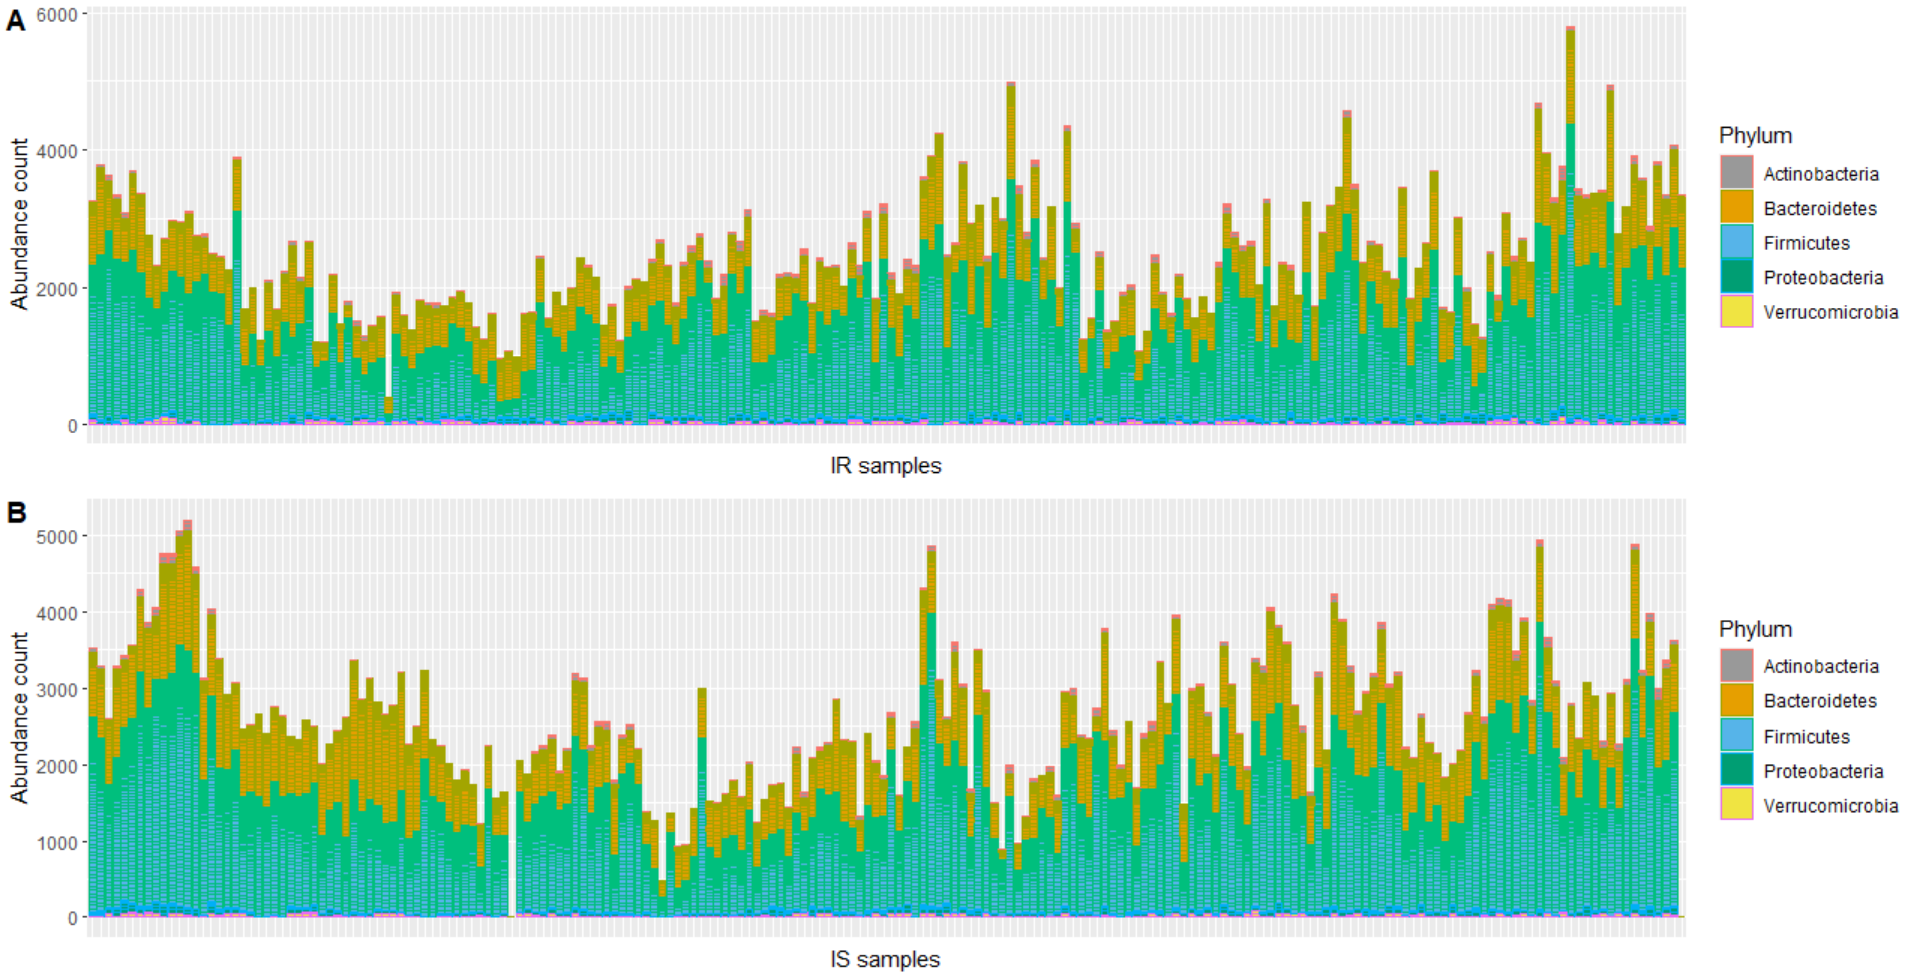 A
6000
4000
2000
0
Abundance count
IR samples
Phylum
Actinobacteria
Bacteroidetes
Firmicutes
Proteobacteria
Verrucomicrobia
B
5000
4000
3000
2000
1000
0
Abundance count
IS samples
Phylum
Actinobacteria
Bacteroidetes
Firmicutes
Proteobacteria
Verrucomicrobia